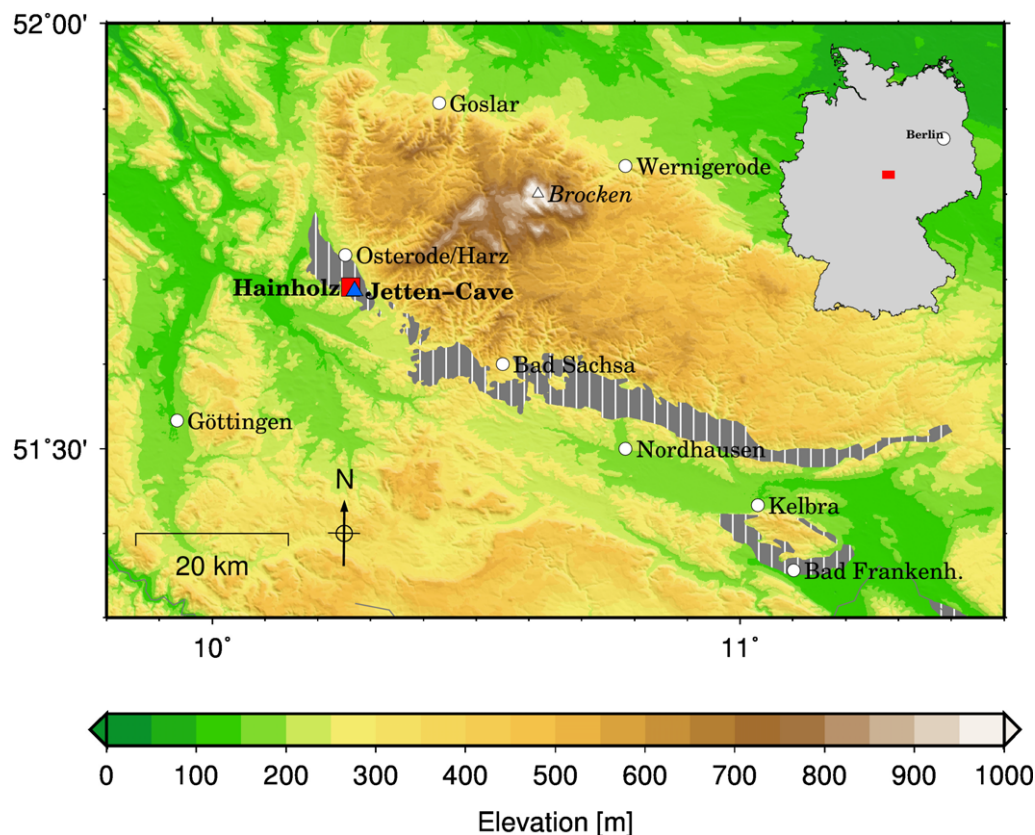 52°00'
Goslar
Berlin
Wernigerode
Brocken
Osterode/Harz
Hainholz
Jetten-Cave
Bad Sachsa
Göttingen
51°30'
Nordhausen
N
Kelbra
20 km
Bad Frankenh.
10°
11°
0 100 200 300 400 500 600 700 800 900 1000
Elevation [m]